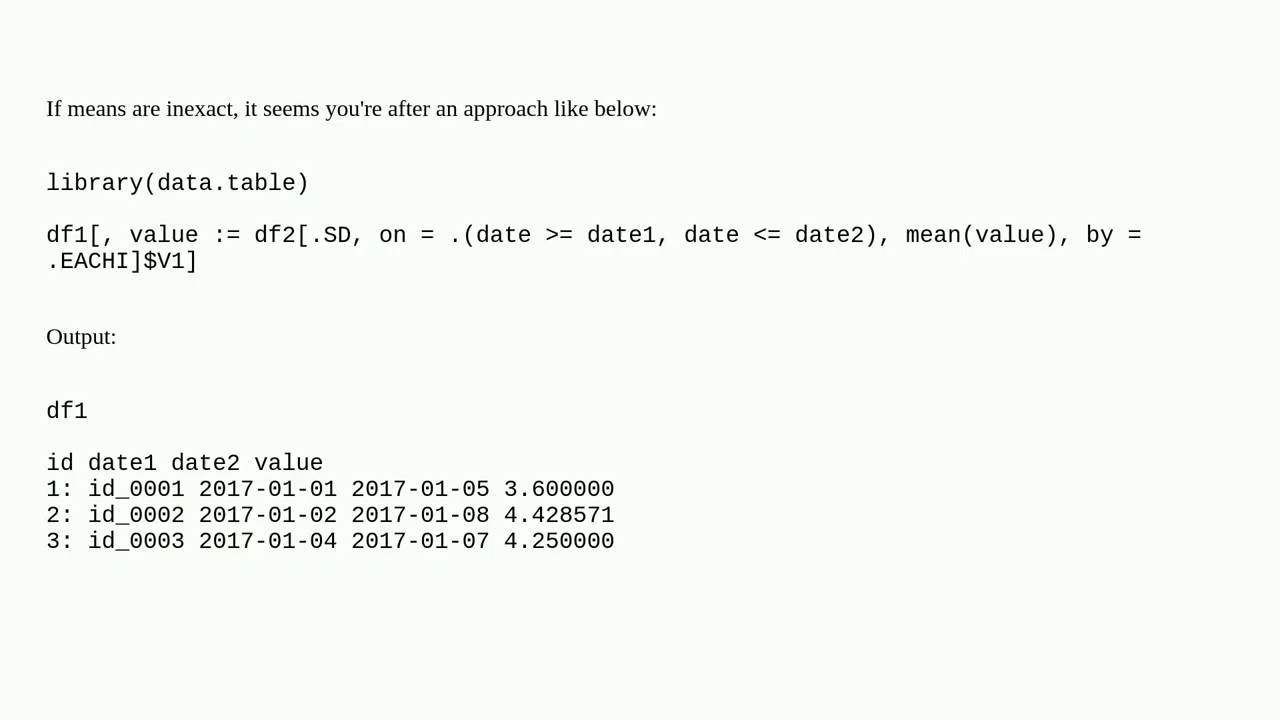 If means are inexact, it seems you're after an approach like below:
library(data.table)
df1[, value := df2[.SD, on = .(date >= date1, date <= date2), mean(value), by =
.EACHI]$V1]
Output:
df1
id date1 date2 value
1: id_0001 2017-01-01 2017-01-05 3.600000
2: id_0002 2017-01-02 2017-01-08 4.428571
3: id_0003 2017-01-04 2017-01-07 4.250000